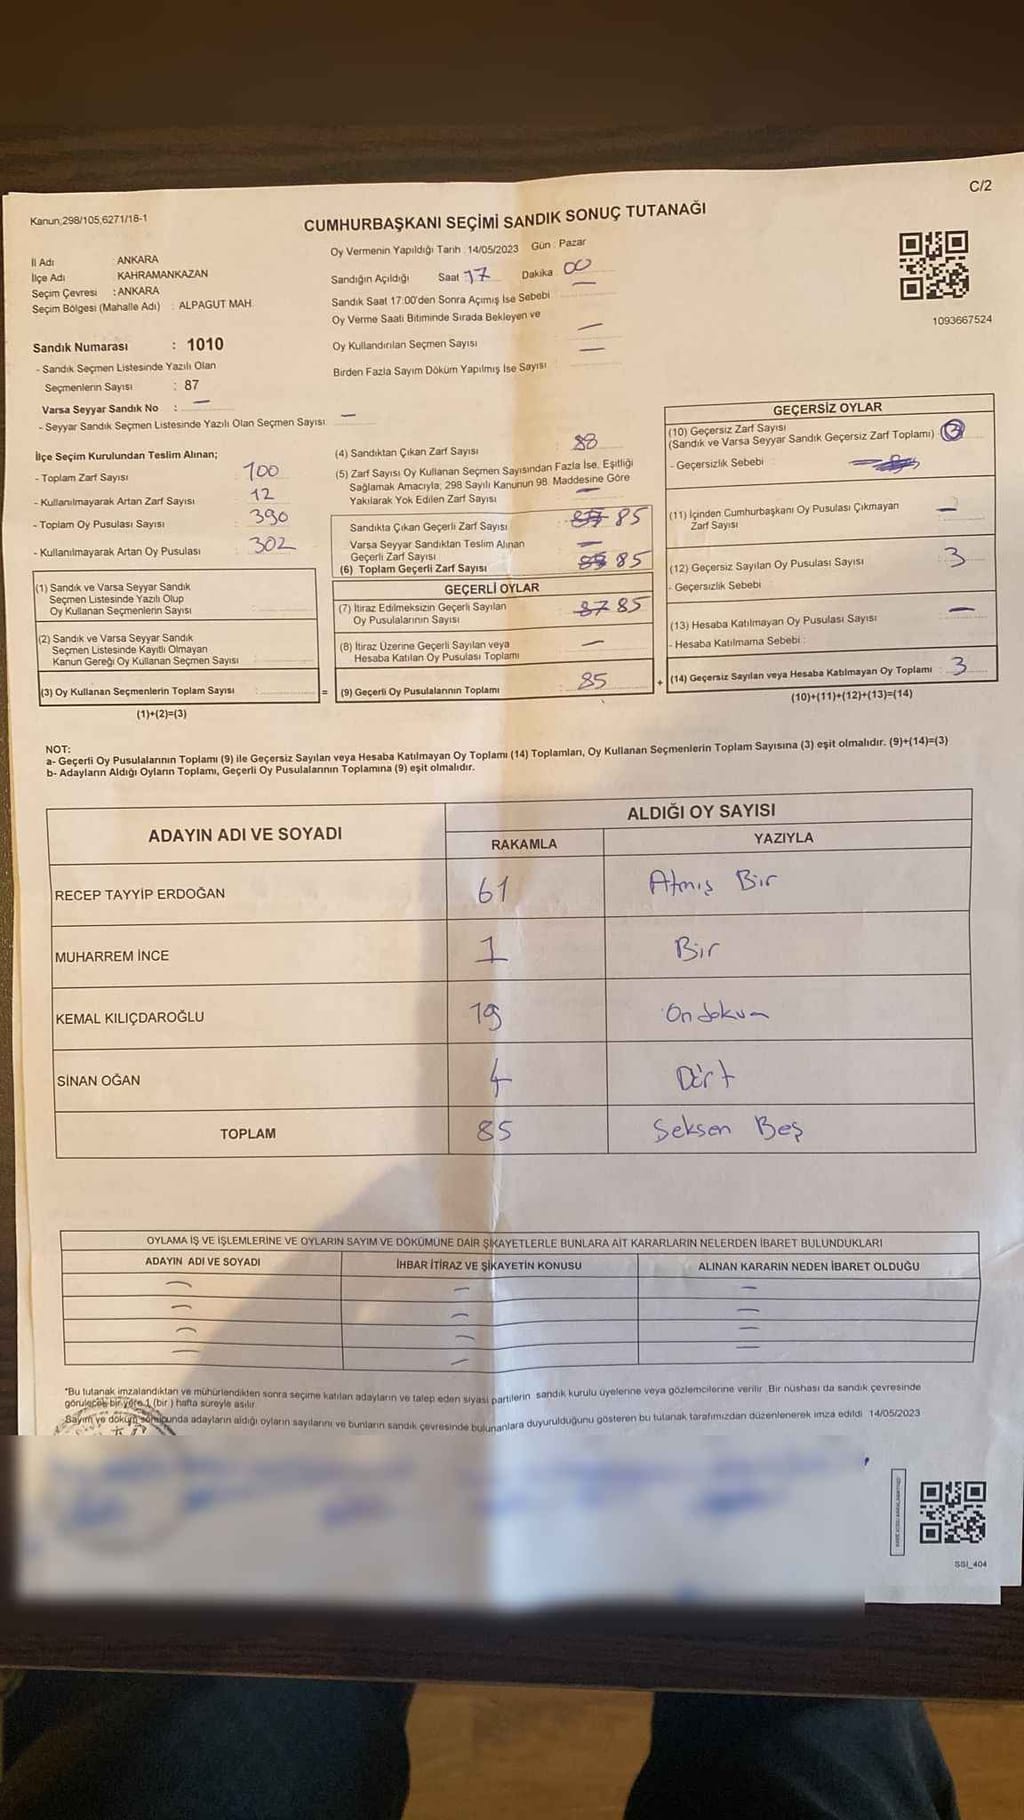 C/2
Kanun;298/105,6271/18-1
CUMHURBAŞKANI SEÇİMİ SANDIK SONUÇ TUTANAĞI
İl Adı ANKARA
İlçe Adı KAHRAMANKAZAN
Seçim Çevresi : ANKARA
Seçim Bölgesi (Mahalle Adı) : ALPAGUT MAH.
Oy Vermenin Yapıldığı Tarih : 14/05/2023 Gün : Pazar
Sandığın Açıldığı Saat 17 Dakika 00
Sandık Saat 17:00'den Sonra Açımış İse Sebebi —
Oy Verme Saati Bitiminde Sırada Bekleyen ve
Oy Kullandırılan Seçmen Sayısı —
Birden Fazla Sayım Döküm Yapılmış İse Sayısı —
1093667524
Sandık Numarası : 1010
- Sandık Seçmen Listesinde Yazılı Olan
Seçmenlerin Sayısı : 87
Varsa Seyyar Sandık No : —
- Seyyar Sandık Seçmen Listesinde Yazılı Olan Seçmen Sayısı: —
İlçe Seçim Kurulundan Teslim Alınan;
- Toplam Zarf Sayısı 100
- Kullanılmayarak Artan Zarf Sayısı 12
- Toplam Oy Pusulası Sayısı 390
- Kullanılmayarak Artan Oy Pusulası 302
(1) Sandık ve Varsa Seyyar Sandık
Seçmen Listesinde Yazılı Olup
Oy Kullanan Seçmenlerin Sayısı
(2) Sandık ve Varsa Seyyar Sandık
Seçmen Listesinde Kayıtlı Olmayan
Kanun Gereği Oy Kullanan Seçmen Sayısı
(3) Oy Kullanan Seçmenlerin Toplam Sayısı =
(1)+(2)=(3)
(4) Sandıktan Çıkan Zarf Sayısı : 88
(5) Zarf Sayısı Oy Kullanan Seçmen Sayısından Fazla İse, Eşitliği
Sağlamak Amacıyla; 298 Sayılı Kanunun 98. Maddesine Göre
Yakılarak Yok Edilen Zarf Sayısı —
Sandıkta Çıkan Geçerli Zarf Sayısı 85
Varsa Seyyar Sandıktan Teslim Alınan
Geçerli Zarf Sayısı —
(6) Toplam Geçerli Zarf Sayısı 85
GEÇERLİ OYLAR
(7) İtiraz Edilmeksizin Geçerli Sayılan
Oy Pusulalarının Sayısı 87 85
(8) İtiraz Üzerine Geçerli Sayılan veya
Hesaba Katılan Oy Pusulası Toplamı —
(9) Geçerli Oy Pusulalarının Toplamı : 85 +
GEÇERSİZ OYLAR
(10) Geçersiz Zarf Sayısı
(Sandık ve Varsa Seyyar Sandık Geçersiz Zarf Toplamı) : 3
- Geçersizlik Sebebi : —
(11) İçinden Cumhurbaşkanı Oy Pusulası Çıkmayan
Zarf Sayısı —
(12) Geçersiz Sayılan Oy Pusulası Sayısı : 3
- Geçersizlik Sebebi :
(13) Hesaba Katılmayan Oy Pusulası Sayısı : —
- Hesaba Katılmama Sebebi :
(14) Geçersiz Sayılan veya Hesaba Katılmayan Oy Toplamı : 3
(10)+(11)+(12)+(13)=(14)
NOT:
a- Geçerli Oy Pusulalarının Toplamı (9) ile Geçersiz Sayılan veya Hesaba Katılmayan Oy Toplamı (14) Toplamları, Oy Kullanan Seçmenlerin Toplam Sayısına (3) eşit olmalıdır. (9)+(14)=(3)
b- Adayların Aldığı Oyların Toplamı, Geçerli Oy Pusulalarının Toplamına (9) eşit olmalıdır.
ADAYIN ADI VE SOYADI ALDIĞI OY SAYISI
RAKAMLA YAZIYLA
RECEP TAYYİP ERDOĞAN 61 Atmış Bir
MUHARREM İNCE 1 Bir
KEMAL KILIÇDAROĞLU 19 Ondokuz
SİNAN OĞAN 4 Dört
TOPLAM 85 Seksen Beş
OYLAMA İŞ VE İŞLEMLERİNE VE OYLARIN SAYIM VE DÖKÜMÜNE DAİR ŞİKAYETLERLE BUNLARA AİT KARARLARIN NELERDEN İBARET BULUNDUKLARI
ADAYIN ADI VE SOYADI İHBAR İTİRAZ VE ŞİKAYETİN KONUSU ALINAN KARARIN NEDEN İBARET OLDUĞU
— — —
— — —
— — —
— — —
*Bu tutanak imzalandıktan ve mühürlendikten sonra seçime katılan adayların ve talep eden siyasi partilerin sandık kurulu üyelerine veya gözlemcilerine verilir. Bir nüshası da sandık çevresinde
görülecek bir yere 1 (bir ) hafta süreyle asılır.
Sayım ve döküm sonucunda adayların aldığı oyların sayılarını ve bunların sandık çevresinde bulunanlara duyurulduğunu gösteren bu tutanak tarafımızdan düzenlenerek imza edildi. 14/05/2023
SSI_404